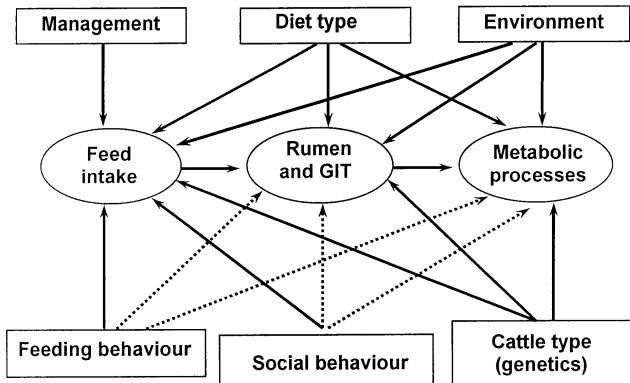 Management
Diet type
Environment
Feed
intake
Rumen
and GIT
Metabolic
processes
Feeding behaviour
Social behaviour
Cattle type
(genetics)